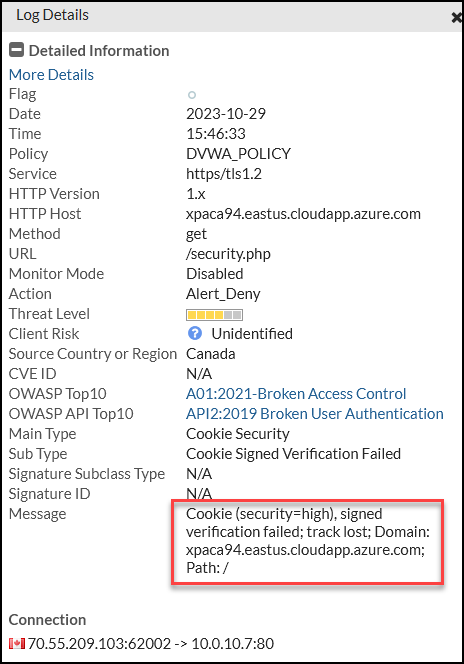 Log Details
Detailed Information
More Details
Flag
Date 2023-10-29
Time 15:46:33
Policy DVWA_POLICY
Service https/tls1.2
HTTP Version 1.x
HTTP Host xpaca94.eastus.cloudapp.azure.com
Method get
URL /security.php
Monitor Mode Disabled
Action Alert_Deny
Threat Level
Client Risk ? Unidentified
Source Country or Region Canada
CVE ID N/A
OWASP Top10 A01:2021-Broken Access Control
OWASP API Top10 API2:2019 Broken User Authentication
Main Type Cookie Security
Sub Type Cookie Signed Verification Failed
Signature Subclass Type N/A
Signature ID N/A
Message Cookie (security=high), signed
verification failed; track lost; Domain:
xpaca94.eastus.cloudapp.azure.com;
Path: /
Connection
70.55.209.103:62002 -> 10.0.10.7:80